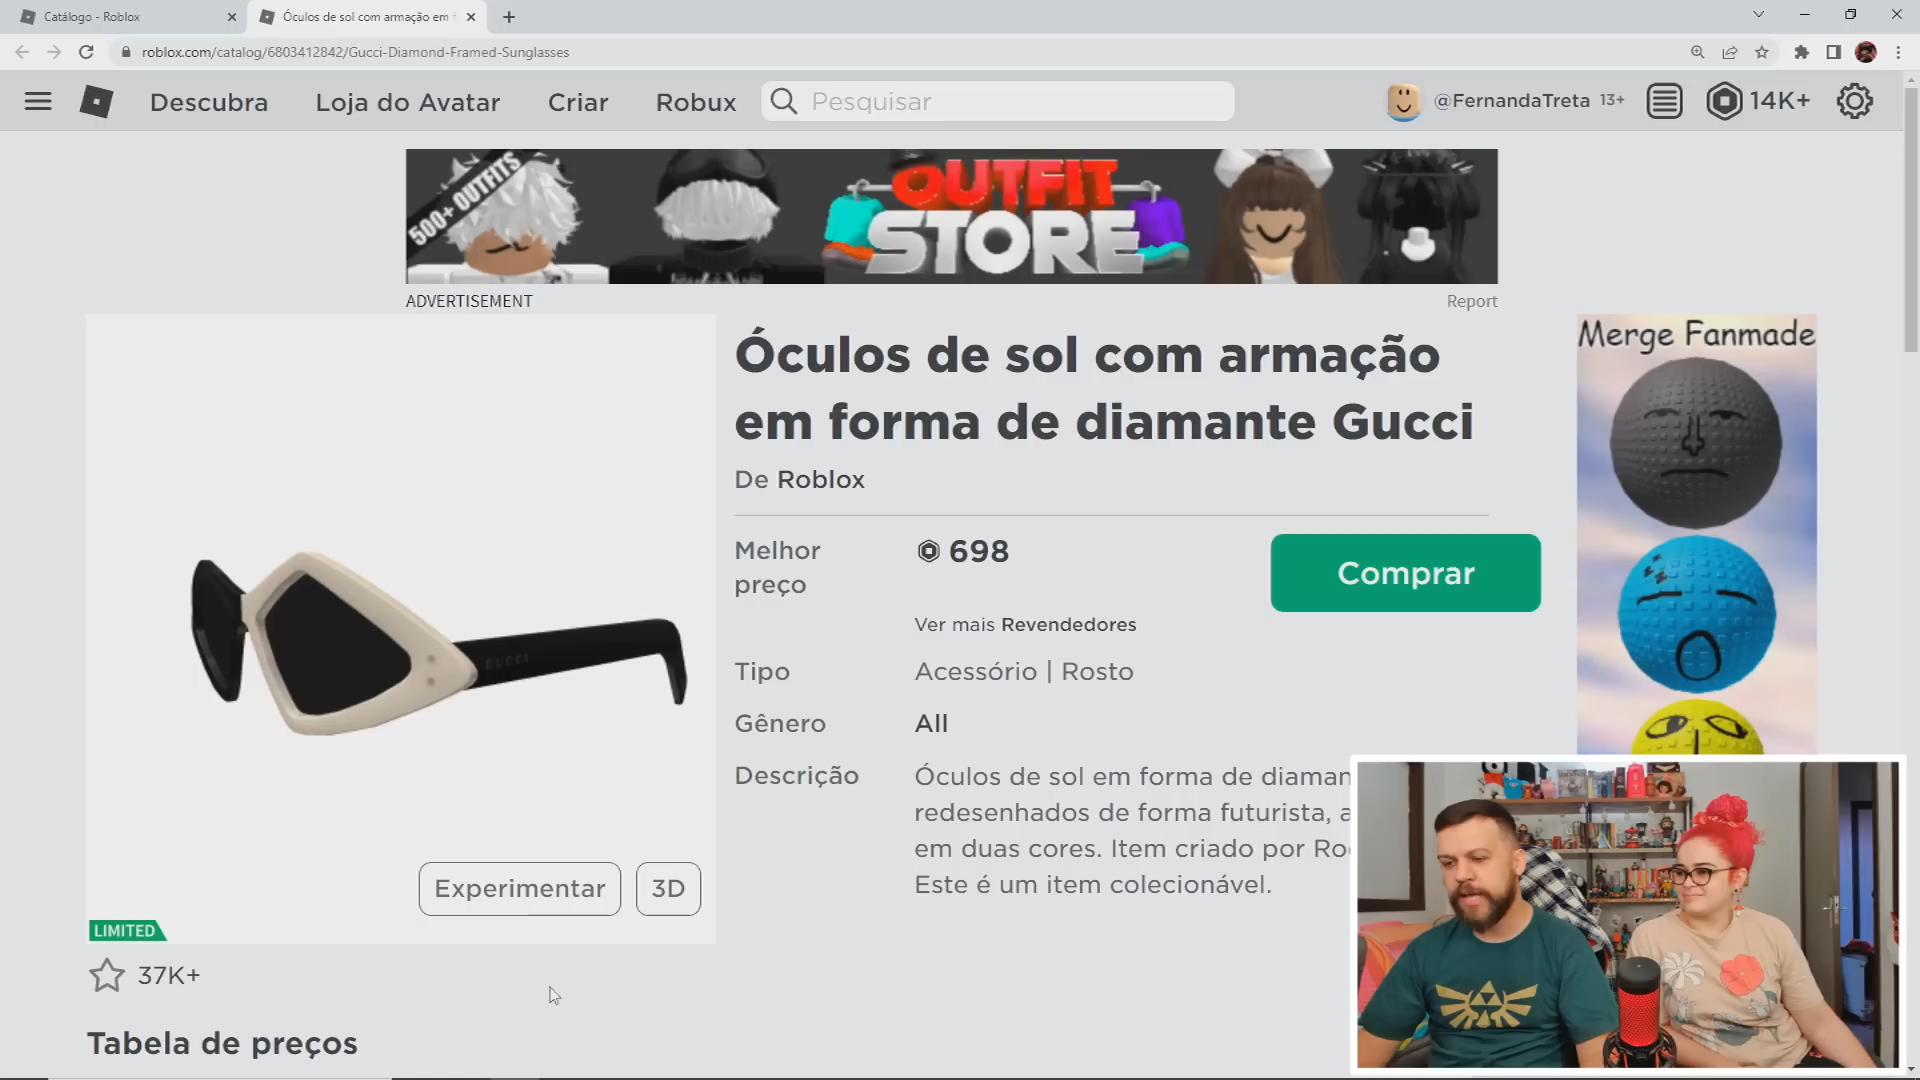 Catálogo - Roblox
Óculos de sol com armação em f
roblox.com/catalog/6803412842/Gucci-Diamond-Framed-Sunglasses
Descubra
Loja do Avatar
Criar
Robux
Pesquisar
@FernandaTreta 13+
14K+
500+ OUTFITS
OUTFIT
STORE
ADVERTISEMENT
Report
Merge Fanmade
GUCCI
Óculos de sol com armação
em forma de diamante Gucci
De Roblox
Melhor
preço
698
Comprar
Ver mais Revendedores
Tipo
Acessório | Rosto
Gênero
All
Descrição
Óculos de sol em forma de diaman
redesenhados de forma futurista, a
em duas cores. Item criado por Ro
Este é um item colecionável.
Experimentar
3D
LIMITED
37K+
Tabela de preços